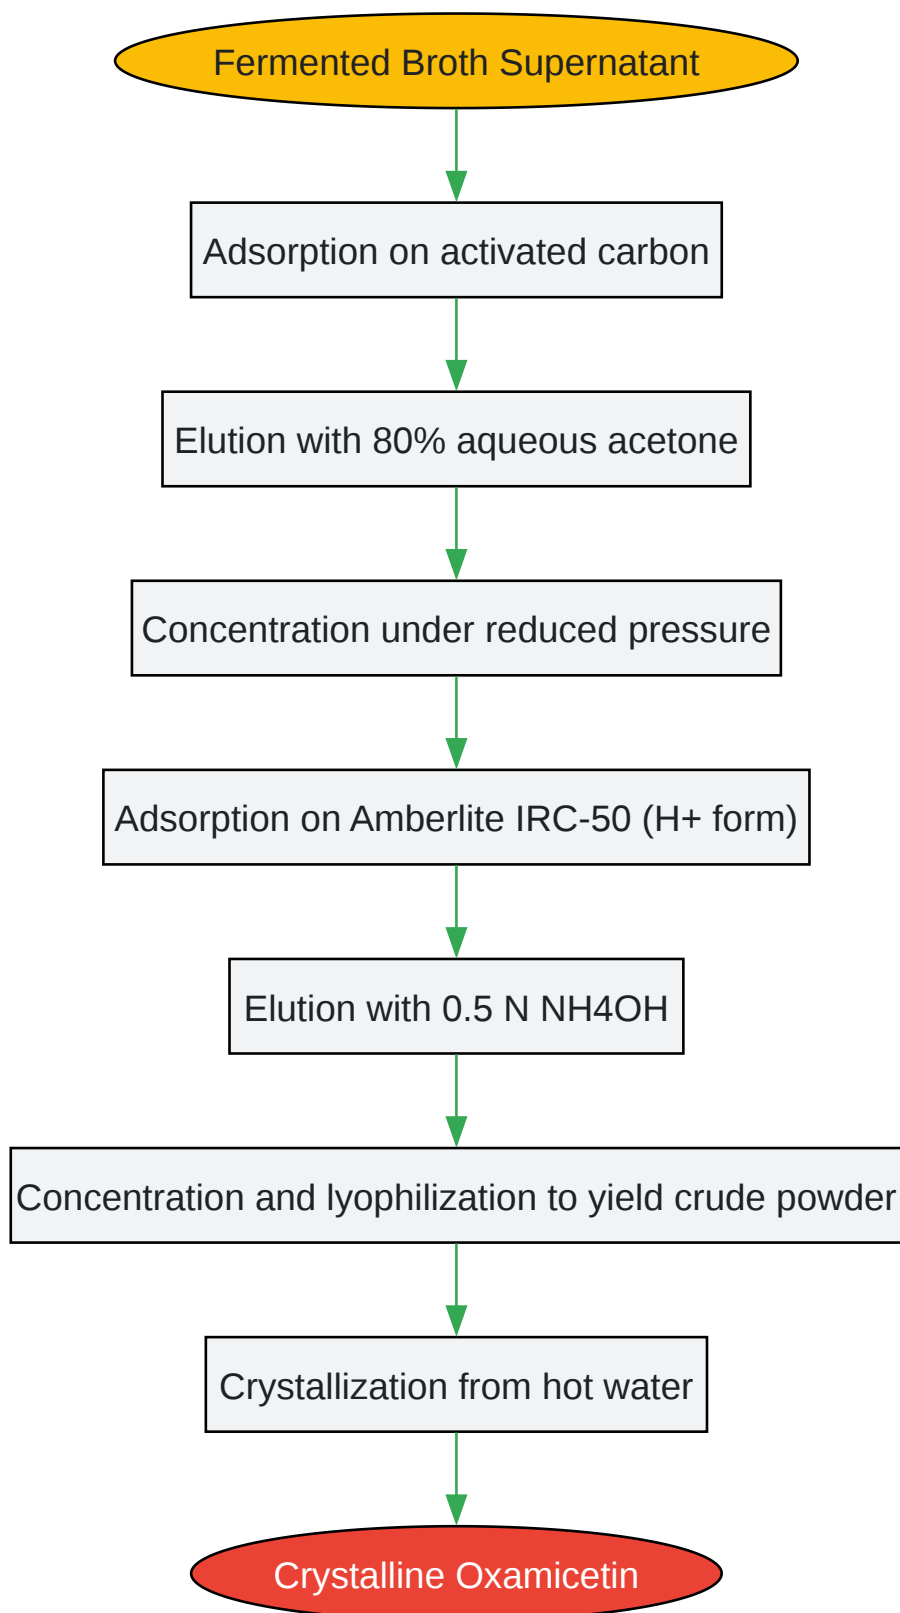 Fermented Broth Supernatant
Adsorption on activated carbon
Elution with 80% aqueous acetone
Concentration under reduced pressure
Adsorption on Amberlite IRC-50 (H+ form)
Elution with 0.5 N NH4OH
Concentration and lyophilization to yield crude powder
Crystallization from hot water
Crystalline Oxamicetin